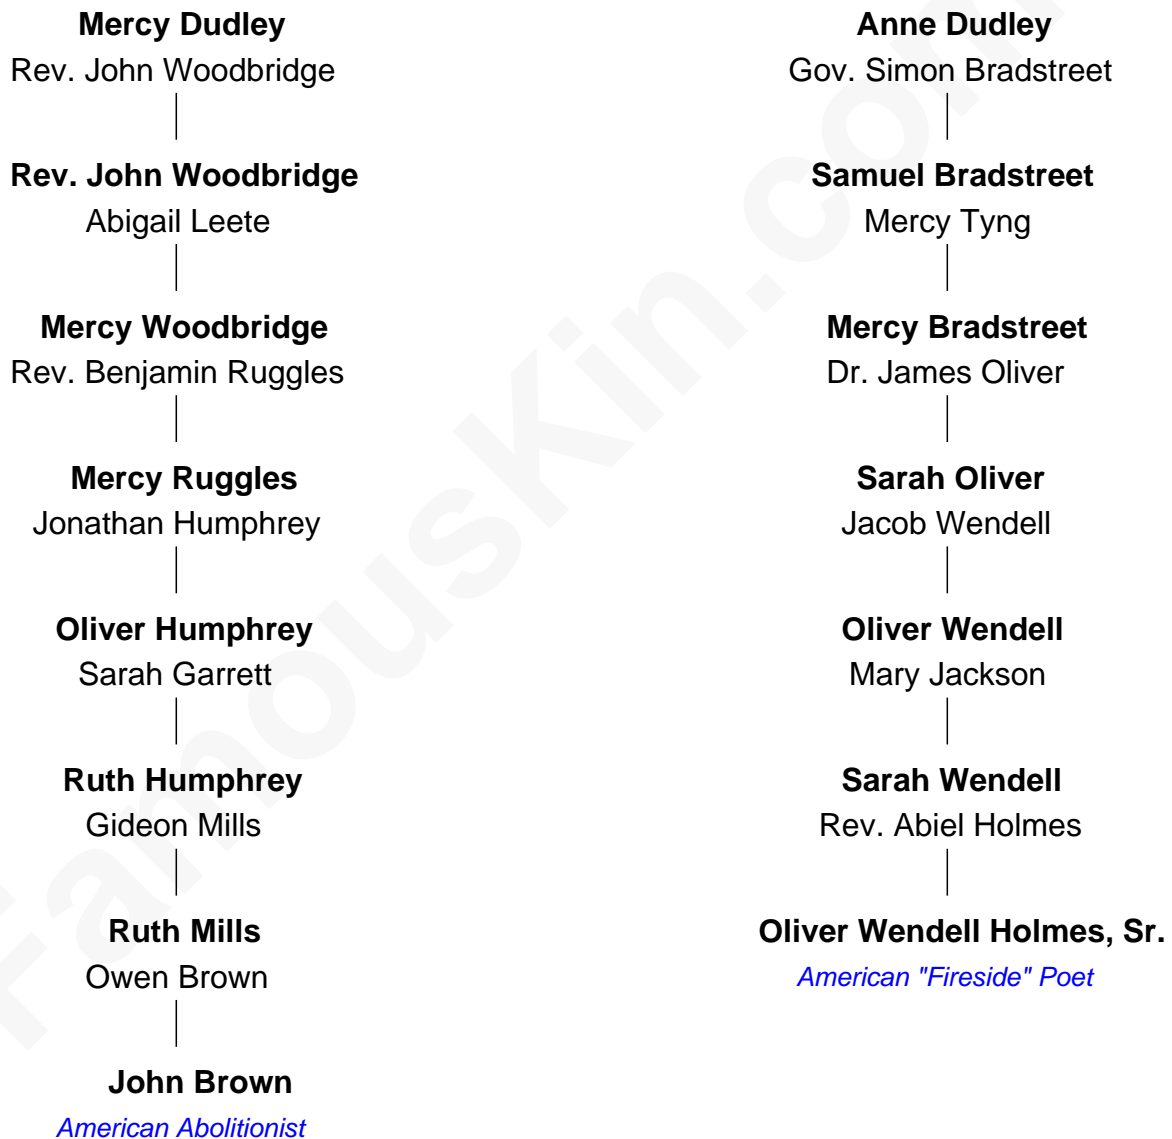 Mercy Dudley
Rev. John Woodbridge
Rev. John Woodbridge
Abigail Leete
Mercy Woodbridge
Rev. Benjamin Ruggles
Mercy Ruggles
Jonathan Humphrey
Oliver Humphrey
Sarah Garrett
Ruth Humphrey
Gideon Mills
Ruth Mills
Owen Brown
John Brown
American Abolitionist
Anne Dudley
Gov. Simon Bradstreet
Samuel Bradstreet
Mercy Tyng
Mercy Bradstreet
Dr. James Oliver
Sarah Oliver
Jacob Wendell
Oliver Wendell
Mary Jackson
Sarah Wendell
Rev. Abiel Holmes
Oliver Wendell Holmes, Sr.
American "Fireside" Poet
FamousKin.com